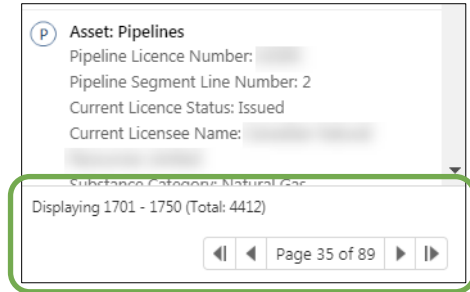 P Asset: Pipelines
Pipeline Licence Number:
Pipeline Segment Line Number: 2
Current Licence Status: Issued
Current Licensee Name:
Substance Category: Natural Gas
Displaying 1701 - 1750 (Total: 4412)
Page 35 of 89